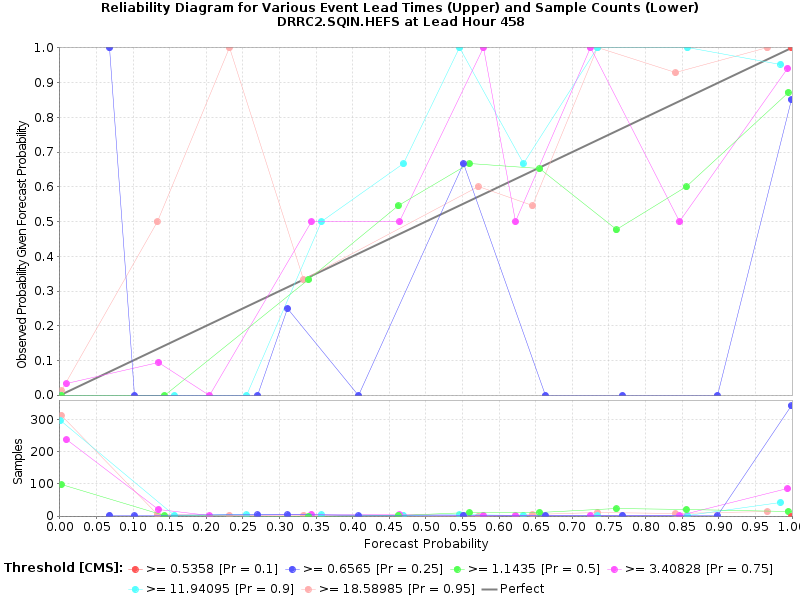 Reliability Diagram for Various Event Lead Times (Upper) and Sample Counts (Lower)
DRRC2.SQIN.HEFS at Lead Hour 458
Observed Probability Given Forecast Probability
1.0
0.9
0.8
0.7
0.6
0.5
0.4
0.3
0.2
0.1
0.0
Samples
300
200
100
0
0.00 0.05 0.10 0.15 0.20 0.25 0.30 0.35 0.40 0.45 0.50 0.55 0.60 0.65 0.70 0.75 0.80 0.85 0.90 0.95 1.0
Forecast Probability
Threshold [CMS]: >= 0.5358 [Pr = 0.1] >= 0.6565 [Pr = 0.25] >= 1.1435 [Pr = 0.5] >= 3.40828 [Pr = 0.75]
>= 11.94095 [Pr = 0.9] >= 18.58985 [Pr = 0.95] Perfect